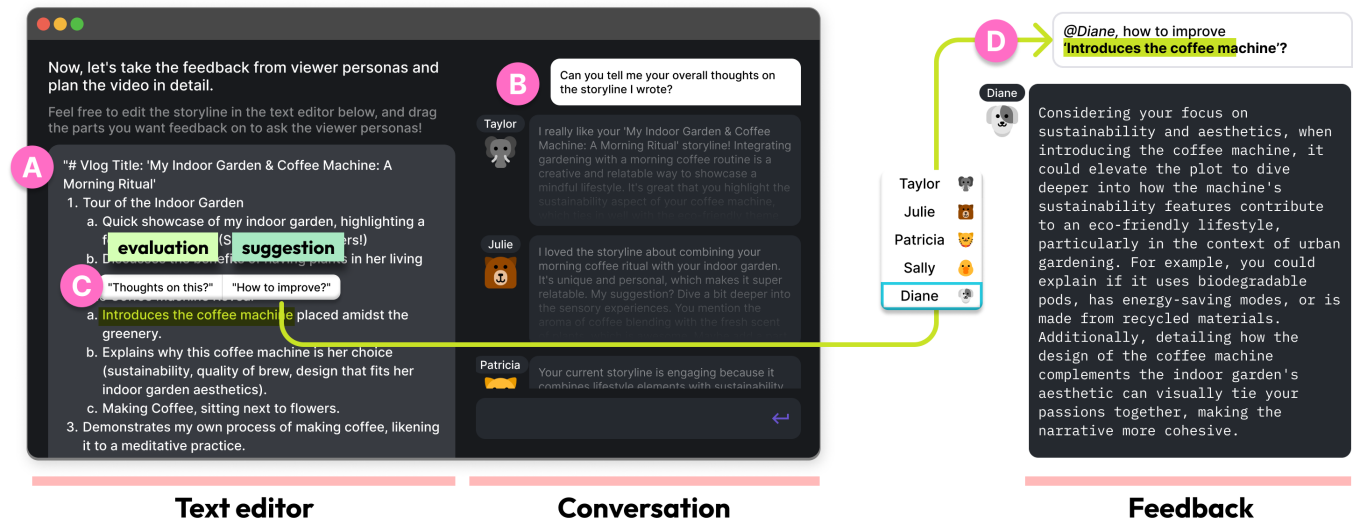 Now, let's take the feedback from viewer personas and
plan the video in detail.
Feel free to edit the storyline in the text editor below, and drag
the parts you want feedback on to ask the viewer personas!
A
"# Vlog Title: 'My Indoor Garden & Coffee Machine: A
Morning Ritual'
1. Tour of the Indoor Garden
a. Quick showcase of my indoor garden, highlighting a
ers!)
evaluation
suggestion
b.
in her living
C
"Thoughts on this?"
"How to improve?"
a. Introduces the coffee machine placed amidst the
greenery.
b. Explains why this coffee machine is her choice
(sustainability, quality of brew, design that fits her
indoor garden aesthetics).
c. Making Coffee, sitting next to flowers.
3. Demonstrates my own process of making coffee, likening
it to a meditative practice.
Text editor
B
Can you tell me your overall thoughts on
the storyline I wrote?
Taylor
I really like your 'My Indoor Garden & Coffee
Machine: A Morning Ritual' storyline! Integrating
gardening with a morning coffee routine is a
creative and relatable way to showcase a
mindful lifestyle. It's great that you highlight the
sustainability aspect of your coffee machine,
Julie
I loved the storyline about combining your
morning coffee ritual with your indoor garden.
It's unique and personal, which makes it super
relatable. My suggestion? Dive a bit deeper into
the sensory experiences. You mention the
aroma of coffee blending with the fresh scent
Patricia
Your current storyline is engaging because it
combines lifestyle elements with sustainability
Conversation
Taylor
Julie
Patricia
Sally
Diane
D
@Diane, how to improve
'Introduces the coffee machine'?
Diane
Considering your focus on
sustainability and aesthetics, when
introducing the coffee machine, it
could elevate the plot to dive
deeper into how the machine's
sustainability features contribute
to an eco-friendly lifestyle,
particularly in the context of urban
gardening. For example, you could
explain if it uses biodegradable
pods, has energy-saving modes, or is
made from recycled materials.
Additionally, detailing how the
design of the coffee machine
complements the indoor garden's
aesthetic can visually tie your
passions together, making the
narrative more cohesive.
Feedback